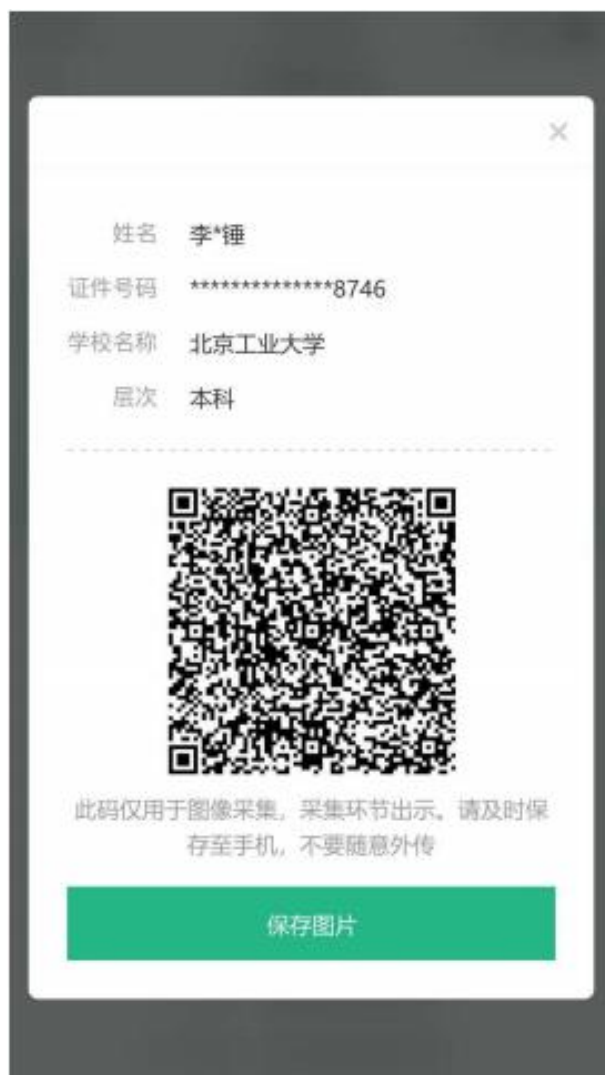 姓名 李*锤
证件号码 **************8746
学校名称 北京工业大学
层次 本科
此码仅用于图像采集，采集环节出示。请及时保
存至手机，不要随意外传
保存图片